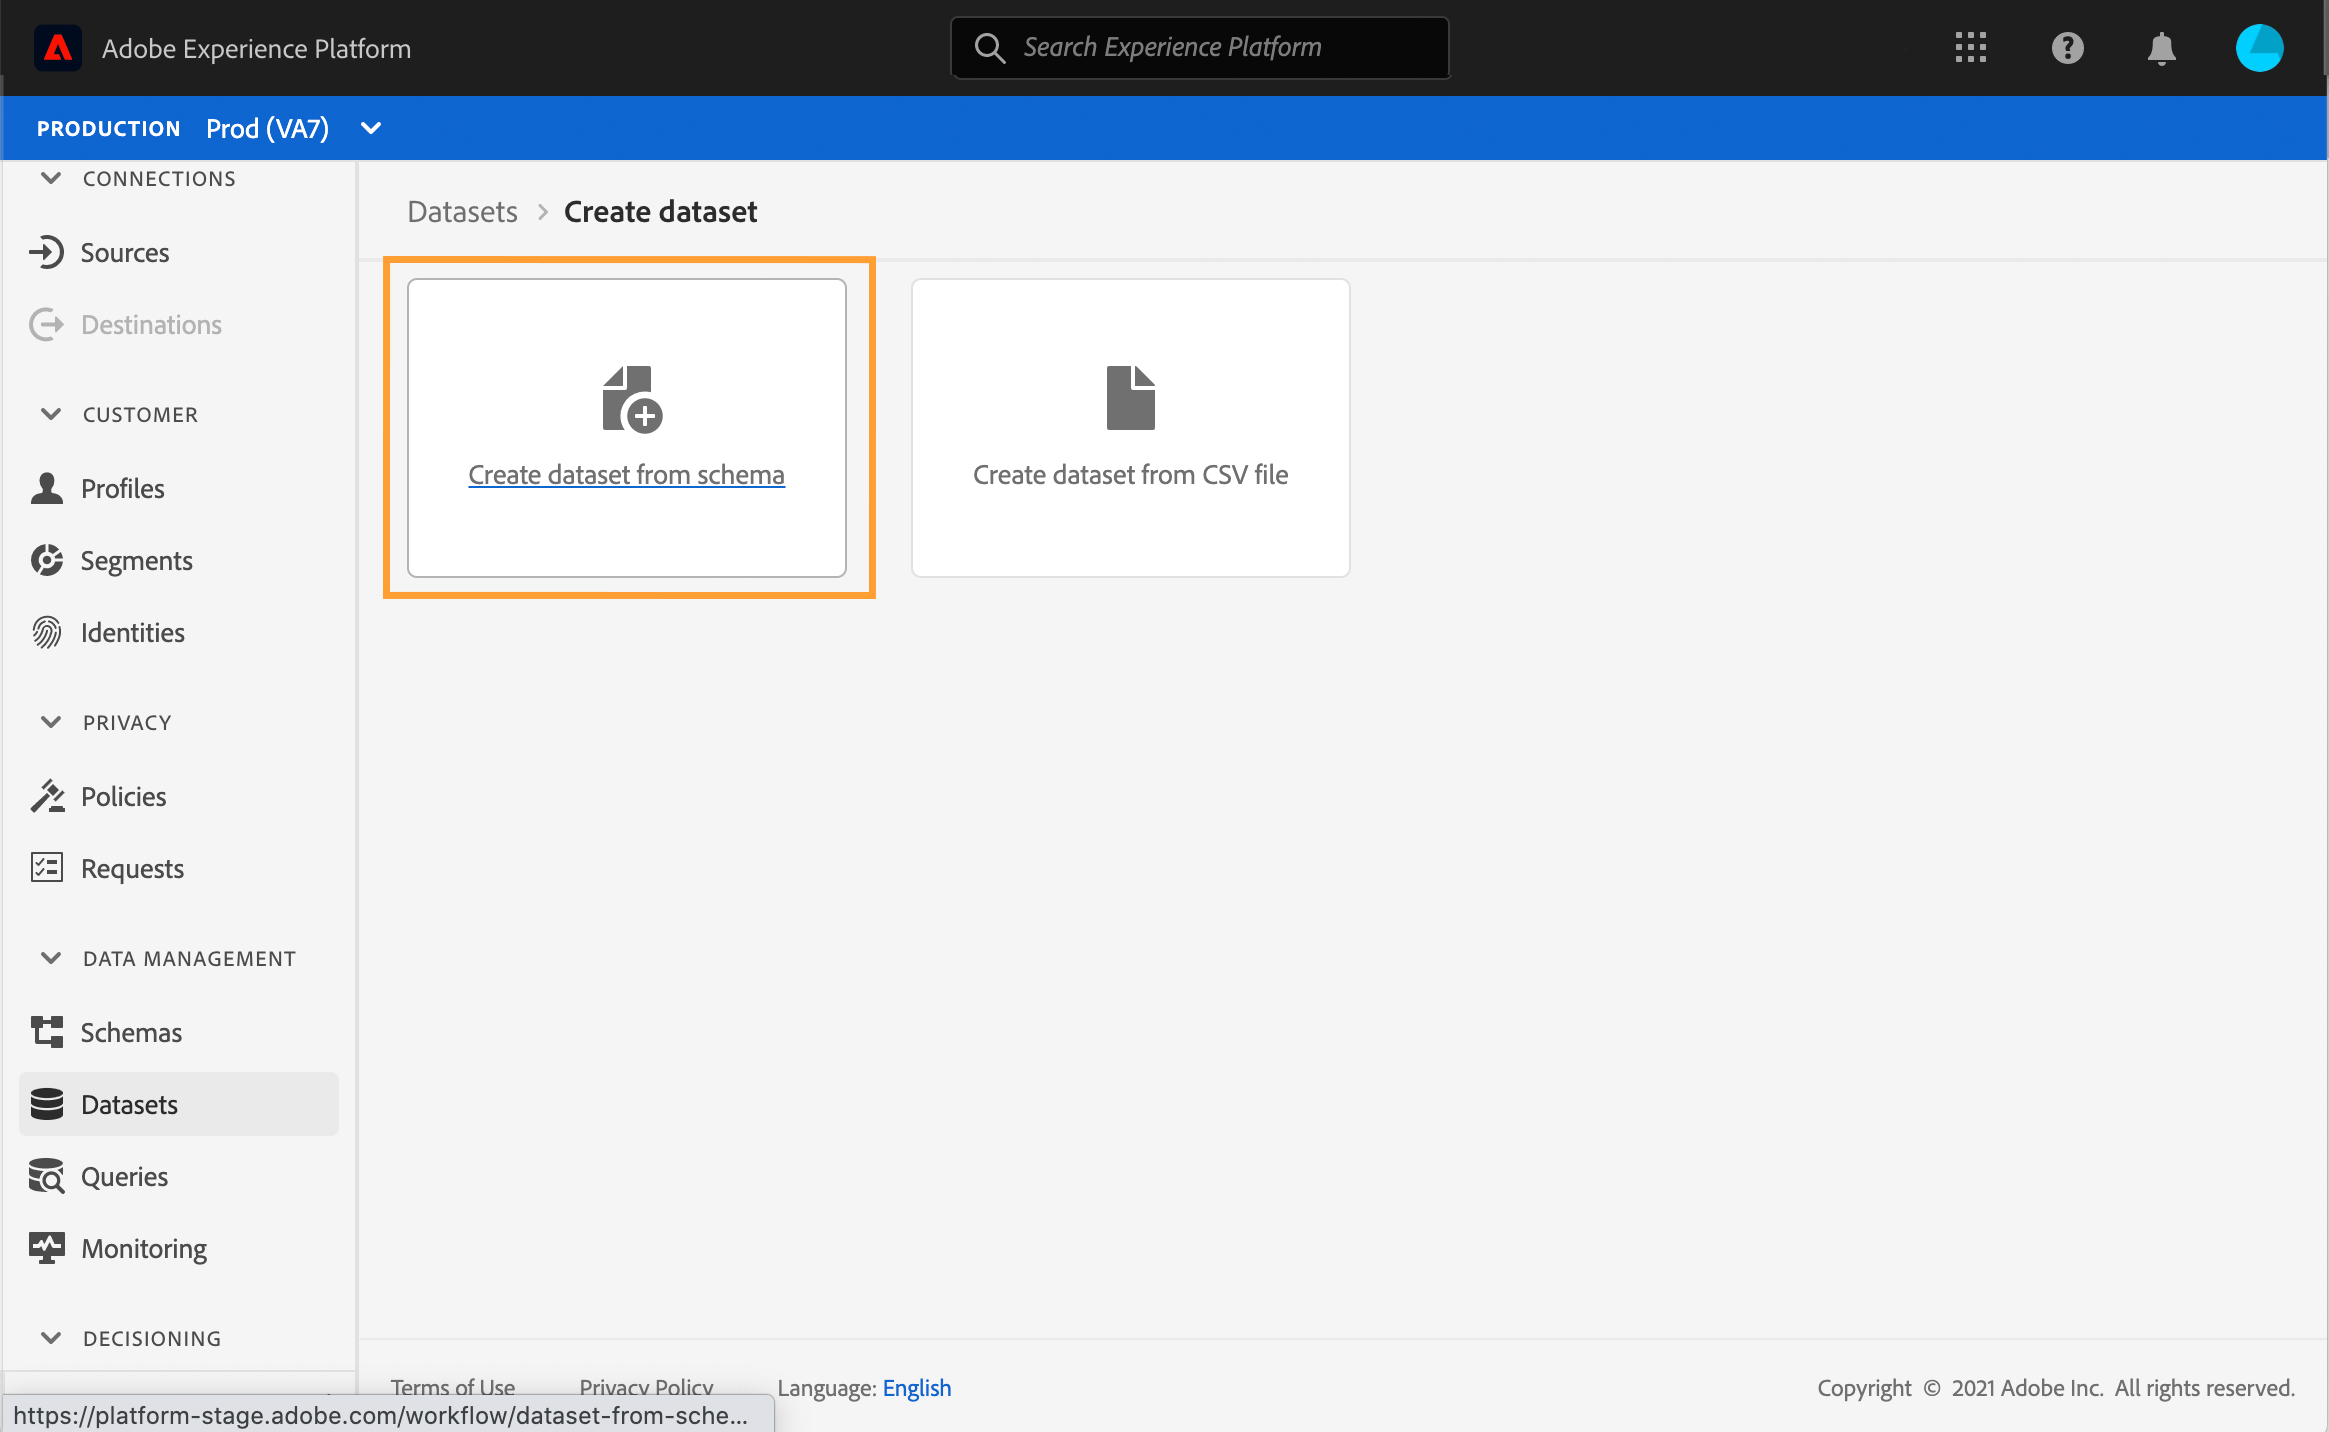 Adobe Experience Platform
Search Experience Platform
PRODUCTION Prod (VA7)
CONNECTIONS
Sources
Destinations
CUSTOMER
Profiles
Segments
Identities
PRIVACY
Policies
Requests
DATA MANAGEMENT
Schemas
Datasets
Queries
Monitoring
DECISIONING
Datasets > Create dataset
Create dataset from schema
Create dataset from CSV file
Terms of Use Privacy Policy Language: English
Copyright © 2021 Adobe Inc. All rights reserved.
https://platform-stage.adobe.com/workflow/dataset-from-sche...